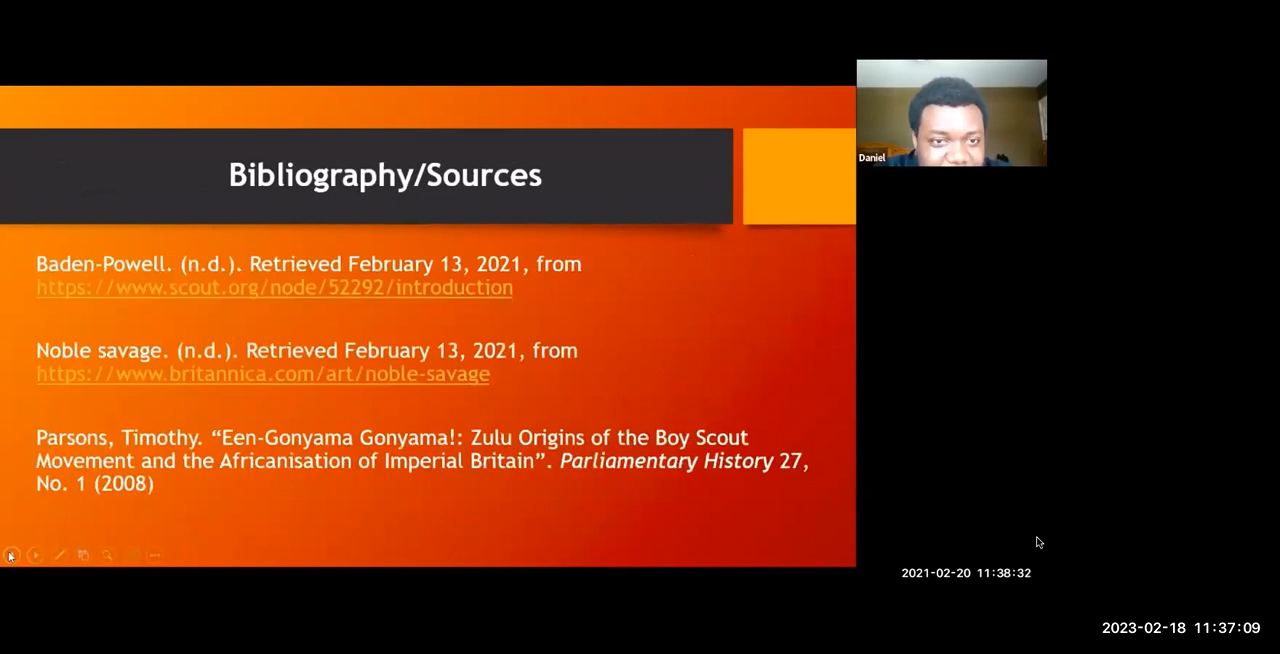 Bibliography/Sources
Daniel
Baden-Powell. (n.d.). Retrieved February 13, 2021, from
https://www.scout.org/node/52292/introduction
Noble savage. (n.d.). Retrieved February 13, 2021, from
https://www.britannica.com/art/noble-savage
Parsons, Timothy. “Een-Gonyama Gonyama!: Zulu Origins of the Boy Scout
Movement and the Africanisation of Imperial Britain”. Parliamentary History 27,
No. 1 (2008)
2021-02-20 11:38:32
2023-02-18 11:37:09